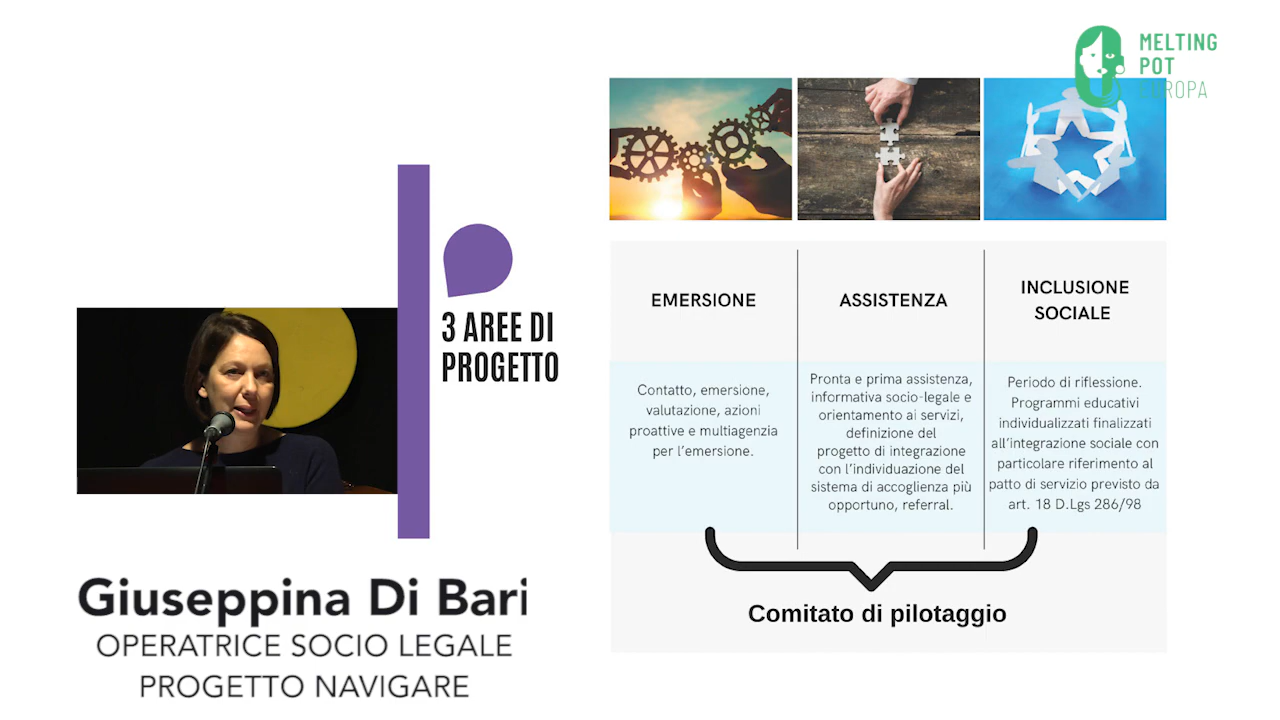 MELTING
POT
EUROPA
3 AREE DI
PROGETTO
Giuseppina Di Bari
OPERATRICE SOCIO LEGALE
PROGETTO NAVIGARE
EMERSIONE
Contatto, emersione,
valutazione, azioni
proattive e multiagenzia
per l'emersione.
ASSISTENZA
Pronta e prima assistenza,
informativa socio-legale e
orientamento ai servizi,
definizione del
progetto di integrazione
con l'individuazione del
sistema di accoglienza più
opportuno, referral.
INCLUSIONE
SOCIALE
Periodo di riflessione.
Programmi educativi
individualizzati finalizzati
all'integrazione sociale con
particolare riferimento al
patto di servizio previsto da
art. 18 D.Lgs 286/98
Comitato di pilotaggio